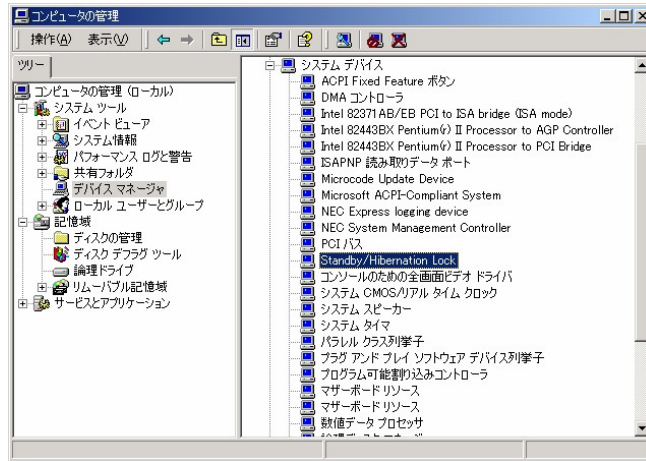 コンピュータの管理
操作(A) 表示(V)
ツリー
コンピュータの管理 (ローカル)
システム ツール
イベント ビューア
システム情報
パフォーマンス ログと警告
共有フォルダ
デバイス マネージャ
ローカル ユーザーとグループ
記憶域
ディスクの管理
ディスク デフラグ ツール
論理ドライブ
リムーバブル記憶域
サービスとアプリケーション
システム デバイス
ACPI Fixed Feature ボタン
DMA コントローラ
Intel 82371AB/EB PCI to ISA bridge (ISA mode)
Intel 82443BX Pentium(r) II Processor to AGP Controller
Intel 82443BX Pentium(r) II Processor to PCI Bridge
ISAPNP 読み取りデータ ポート
Microcode Update Device
Microsoft ACPI-Compliant System
NEC Express logging device
NEC System Management Controller
PCI バス
Standby/Hibernation Lock
コンソールのための全画面ビデオ ドライバ
システム CMOS/リアル タイム クロック
システム スピーカー
システム タイマ
パラレル クラス列挙子
プラグ アンド プレイ ソフトウェア デバイス列挙子
プログラム可能割り込みコントローラ
マザーボード リソース
マザーボード リソース
数値データ プロセッサ